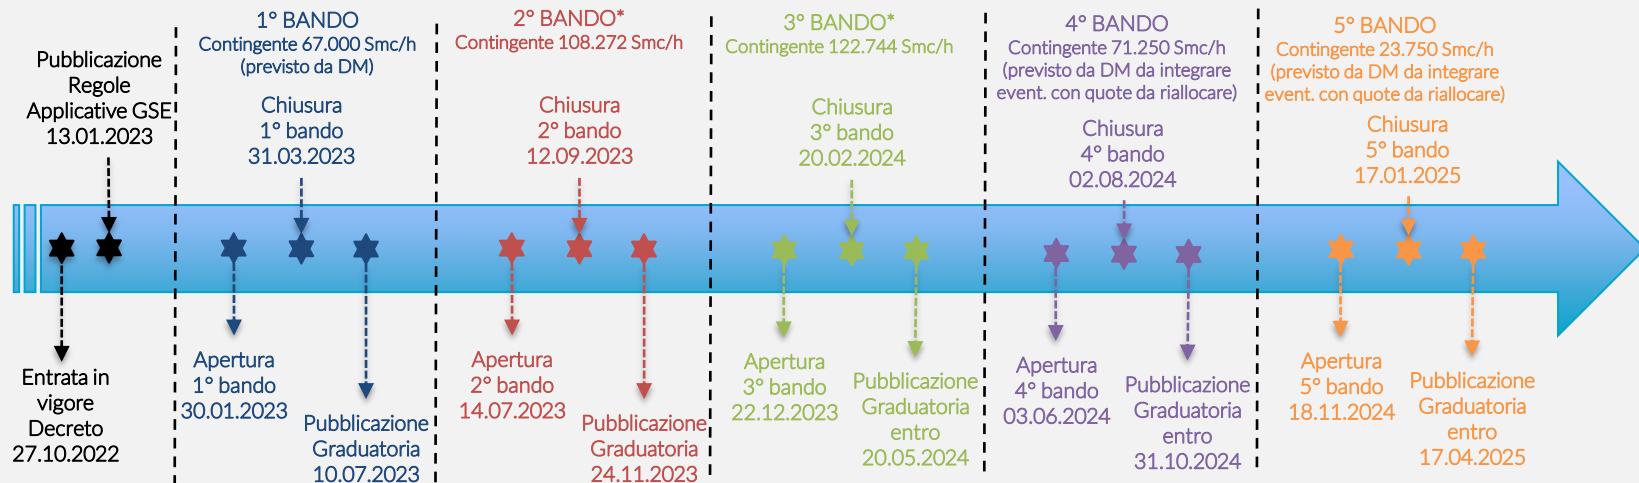 Pubblicazione
Regole
Applicative GSE
13.01.2023
Entrata in
vigore
Decreto
27.10.2022
1° BANDO
Contingente 67.000 Smc/h
(previsto da DM)
Chiusura
1° bando
31.03.2023
Apertura
1° bando
30.01.2023
Pubblicazione
Graduatoria
10.07.2023
2° BANDO*
Contingente 108.272 Smc/h
Chiusura
2° bando
12.09.2023
Apertura
2° bando
14.07.2023
Pubblicazione
Graduatoria
24.11.2023
3° BANDO*
Contingente 122.744 Smc/h
Chiusura
3° bando
20.02.2024
Apertura
3° bando
22.12.2023
Pubblicazione
Graduatoria
entro
20.05.2024
4° BANDO
Contingente 71.250 Smc/h
(previsto da DM da integrare
event. con quote da riallocare)
Chiusura
4° bando
02.08.2024
Apertura
4° bando
03.06.2024
Pubblicazione
Graduatoria
entro
31.10.2024
5° BANDO
Contingente 23.750 Smc/h
(previsto da DM da integrare
event. con quote da riallocare)
Chiusura
5° bando
17.01.2025
Apertura
5° bando
18.11.2024
Pubblicazione
Graduatoria
entro
17.04.2025